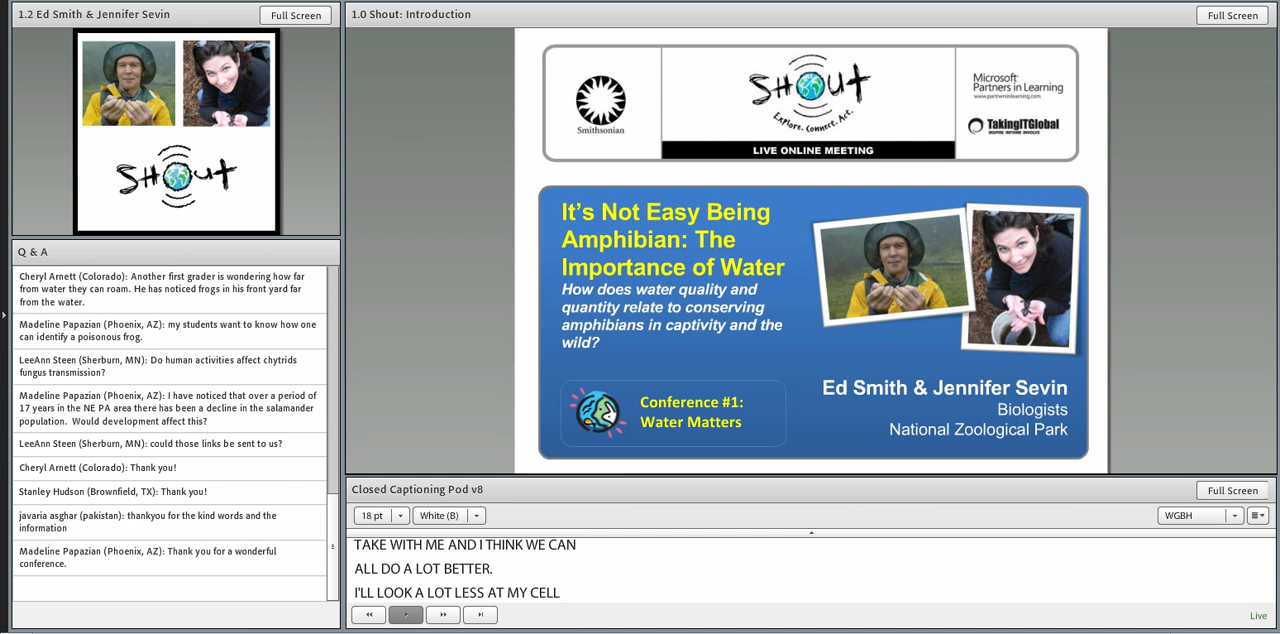 1.2 Ed Smith & Jennifer Sevin
Full Screen
SHOUT
Q & A
Cheryl Arnett (Colorado): Another first grader is wondering how far
from water they can roam. He has noticed frogs in his front yard far
from the water.
Madeline Papazian (Phoenix, AZ): my students want to know how one
can identify a poisonous frog.
LeeAnn Steen (Sherburn, MN): Do human activities affect chytrids
fungus transmission?
Madeline Papazian (Phoenix, AZ): I have noticed that over a period of
17 years in the NE PA area there has been a decline in the salamander
population.  Would development affect this?
LeeAnn Steen (Sherburn, MN): could those links be sent to us?
Cheryl Arnett (Colorado): Thank you!
Stanley Hudson (Brownfield, TX): Thank you!
javaria asghar (pakistan): thankyou for the kind words and the
information
Madeline Papazian (Phoenix, AZ): Thank you for a wonderful
conference.
1.0 Shout: Introduction
Full Screen
Smithsonian
SHOUT
Explore. Connect. Act.
LIVE ONLINE MEETING
Microsoft
Partners in Learning
www.partnersinlearning.com
TakingITGlobal
INSPIRE INFORM INVOLVE
It's Not Easy Being
Amphibian: The
Importance of Water
How does water quality and
quantity relate to conserving
amphibians in captivity and the
wild?
Conference #1:
Water Matters
Ed Smith & Jennifer Sevin
Biologists
National Zoological Park
Closed Captioning Pod v8
Full Screen
18 pt
White (B)
WGBH
TAKE WITH ME AND I THINK WE CAN
ALL DO A LOT BETTER.
I'LL LOOK A LOT LESS AT MY CELL
Live